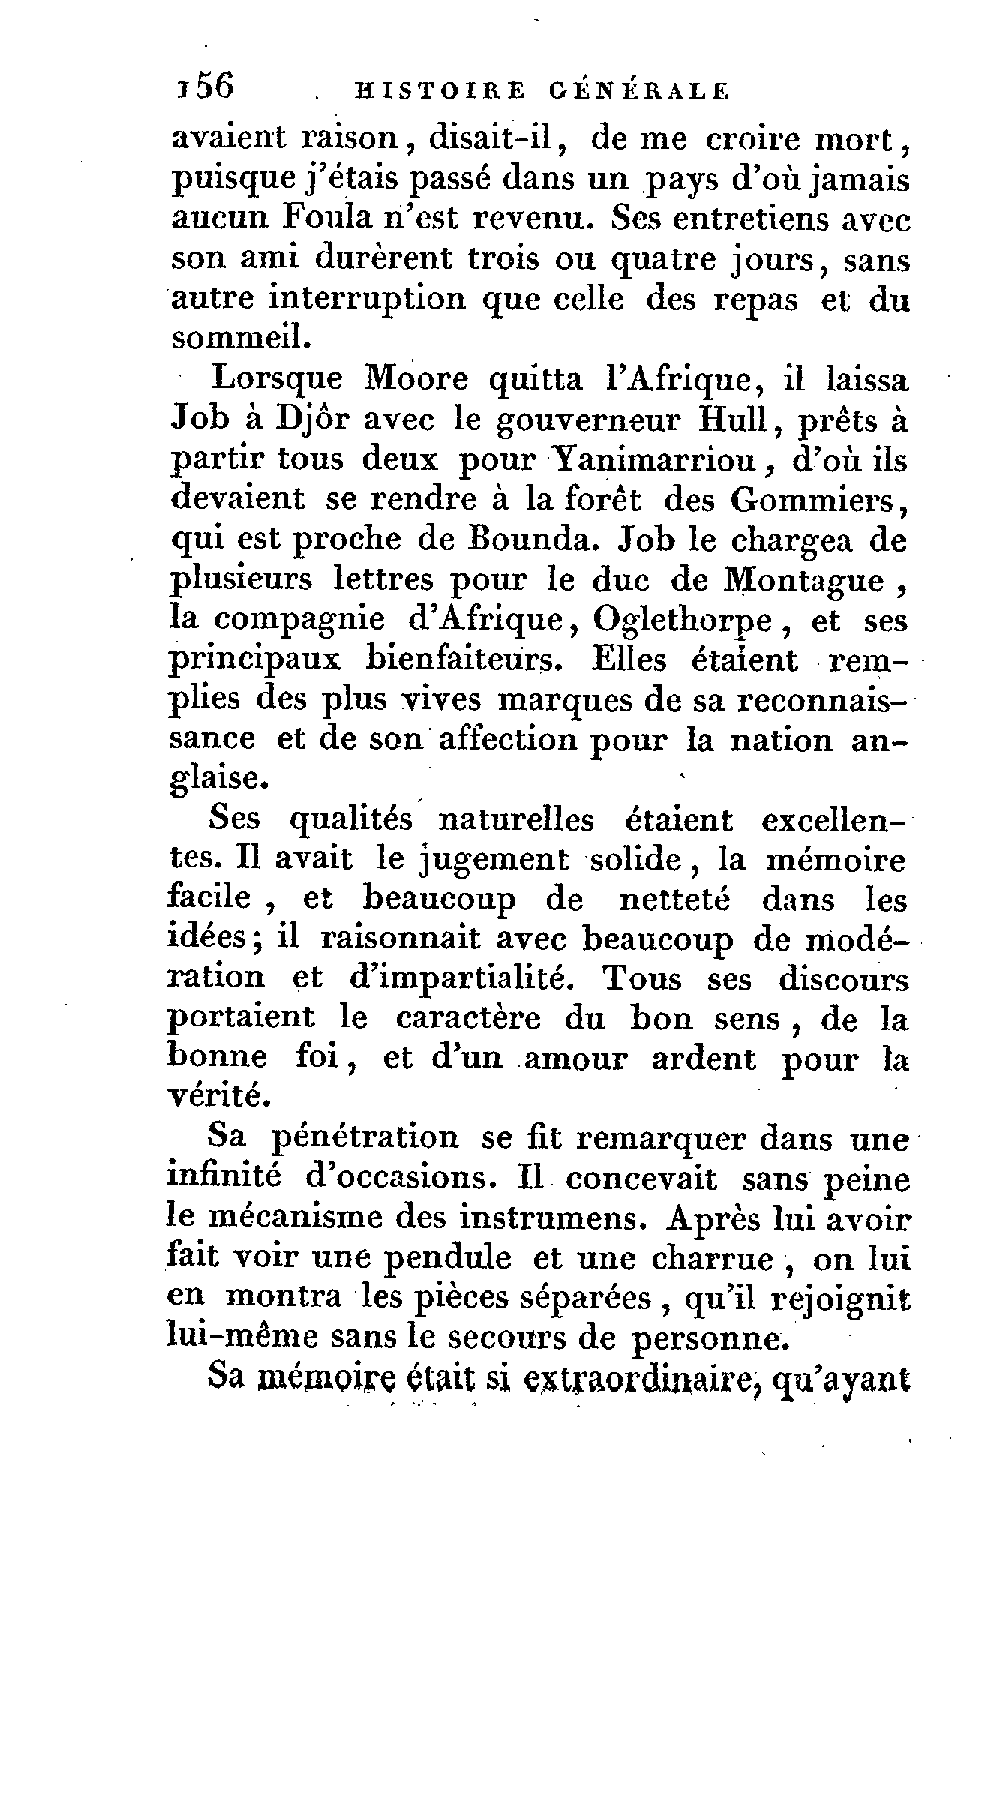 156 HISTOIRE GÉNÉRALE
avaient raison, disait-il, de me croire mort,
puisque j'étais passé dans un pays d'où jamais
aucun Foula n'est revenu. Ses entretiens avec
son ami durèrent trois ou quatre jours, sans
autre interruption que celle des repas et du
sommeil.
Lorsque Moore quitta l'Afrique, il laissa
Job à Djôr avec le gouverneur Hull, prêts à
partir tous deux pour Yanimarriou, d'où ils
devaient se rendre à la forêt des Gommiers,
qui est proche de Bounda. Job le chargea de
plusieurs lettres pour le duc de Montague,
la compagnie d'Afrique, Oglethorpe, et ses
principaux bienfaiteurs. Elles étaient rem-
plies des plus vives marques de sa reconnais-
sance et de son affection pour la nation an-
glaise.
Ses qualités naturelles étaient excellen-
tes. Il avait le jugement solide, la mémoire
facile, et beaucoup de netteté dans les
idées; il raisonnait avec beaucoup de modé-
ration et d'impartialité. Tous ses discours
portaient le caractère du bon sens, de la
bonne foi, et d'un amour ardent pour la
vérité.
Sa pénétration se fit remarquer dans une
infinité d'occasions. Il concevait sans peine
le mécanisme des instrumens. Après lui avoir
fait voir une pendule et une charrue, on lui
en montra les pièces séparées, qu'il rejoignit
lui-même sans le secours de personne.
Sa mémoire était si extraordinaire, qu'ayant